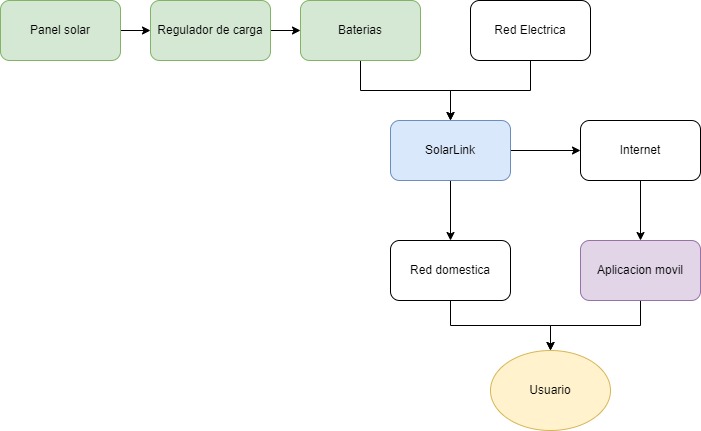 Panel solar
Regulador de carga
Baterias
Red Electrica
SolarLink
Internet
Red domestica
Aplicacion movil
Usuario